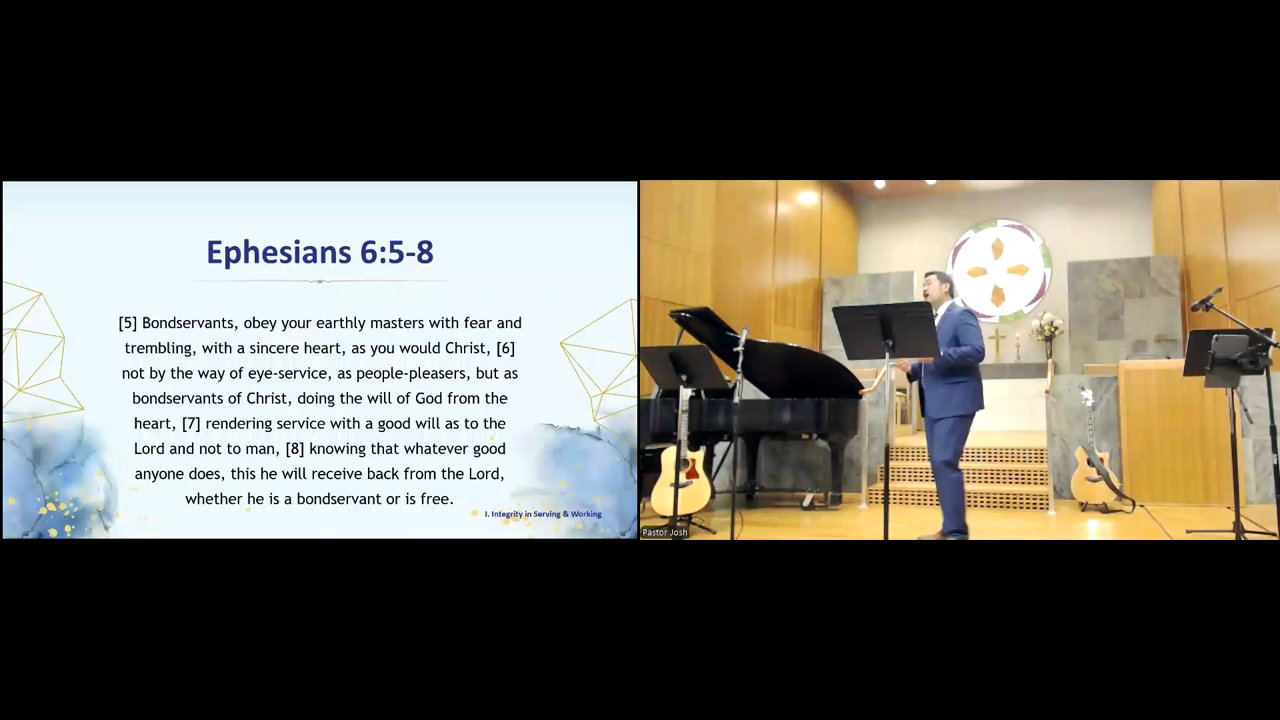 Ephesians 6:5-8
[5] Bondservants, obey your earthly masters with fear and
trembling, with a sincere heart, as you would Christ, [6]
not by the way of eye-service, as people-pleasers, but as
bondservants of Christ, doing the will of God from the
heart, [7] rendering service with a good will as to the
Lord and not to man, [8] knowing that whatever good
anyone does, this he will receive back from the Lord,
whether he is a bondservant or is free.
I. Integrity in Serving & Working
Pastor Josh